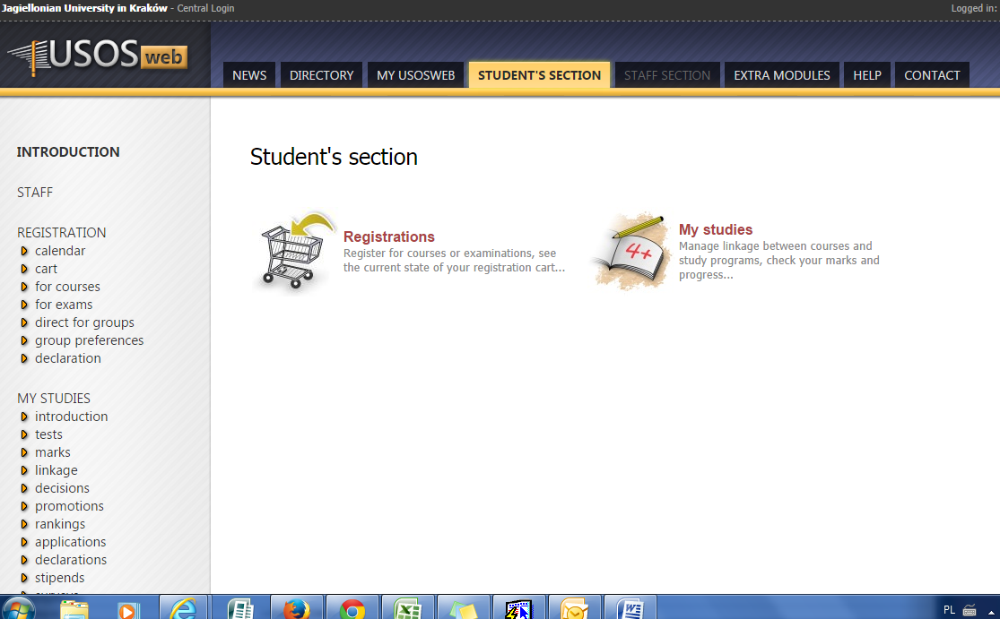 Jagiellonian University in Kraków - Central Login
Logged in:
USOS web
NEWS
DIRECTORY
MY USOSWEB
STUDENT'S SECTION
STAFF SECTION
EXTRA MODULES
HELP
CONTACT
INTRODUCTION
STAFF
REGISTRATION
calendar
cart
for courses
for exams
direct for groups
group preferences
declaration
MY STUDIES
introduction
tests
marks
linkage
decisions
promotions
rankings
applications
declarations
stipends
Student's section
Registrations
Register for courses or examinations, see
the current state of your registration cart...
4+
My studies
Manage linkage between courses and
study programs, check your marks and
progress...
PL